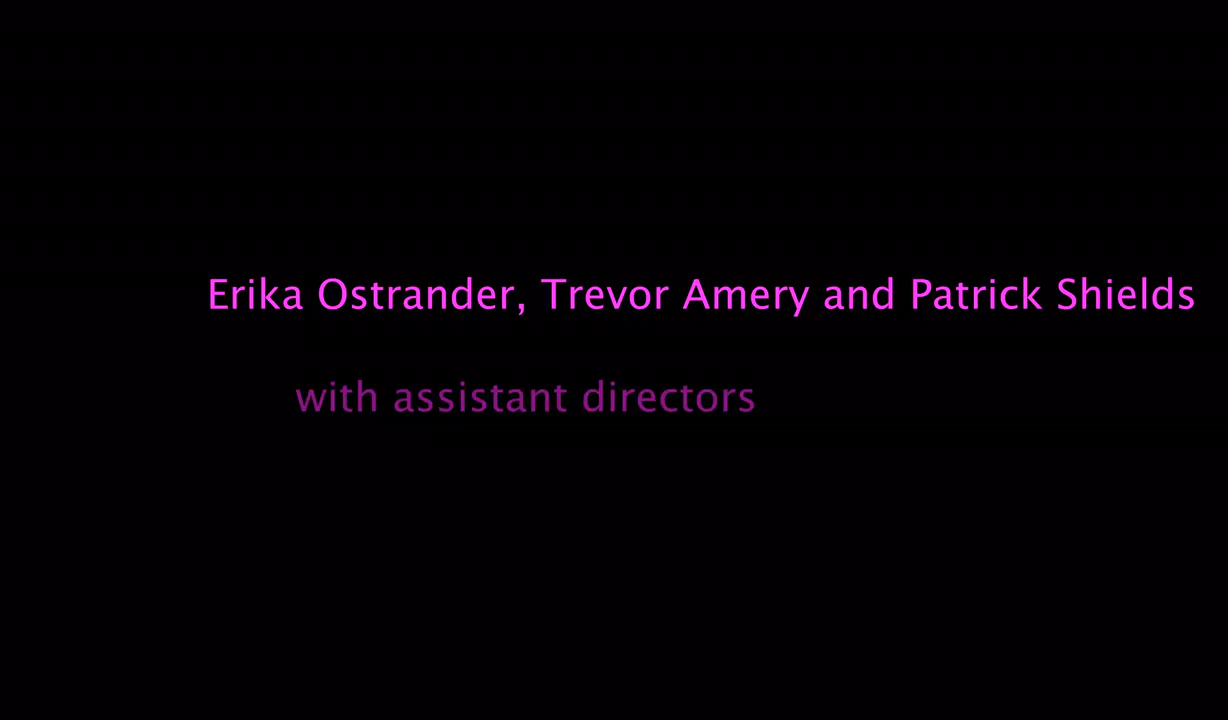 Erika Ostrander, Trevor Amery and Patrick Shields
with assistant directors